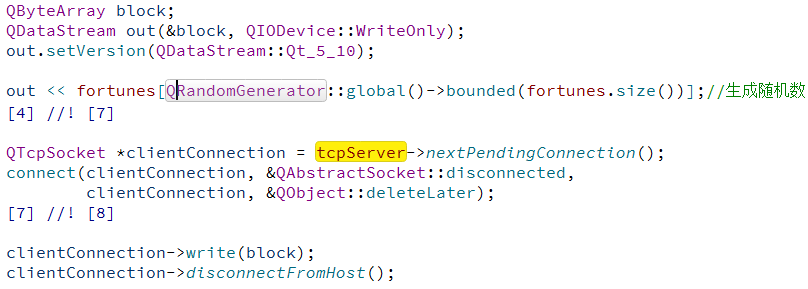 QByteArray block;
QDataStream out(&block, QIODevice::WriteOnly);
out.setVersion(QDataStream::Qt_5_10);
out << fortunes[QRandomGenerator::global()->bounded(fortunes.size())];//生成随机数
[4] //! [7]
QTcpSocket *clientConnection = tcpServer->nextPendingConnection();
connect(clientConnection, &QAbstractSocket::disconnected,
clientConnection, &QObject::deleteLater);
[7] //! [8]
clientConnection->write(block);
clientConnection->disconnectFromHost();